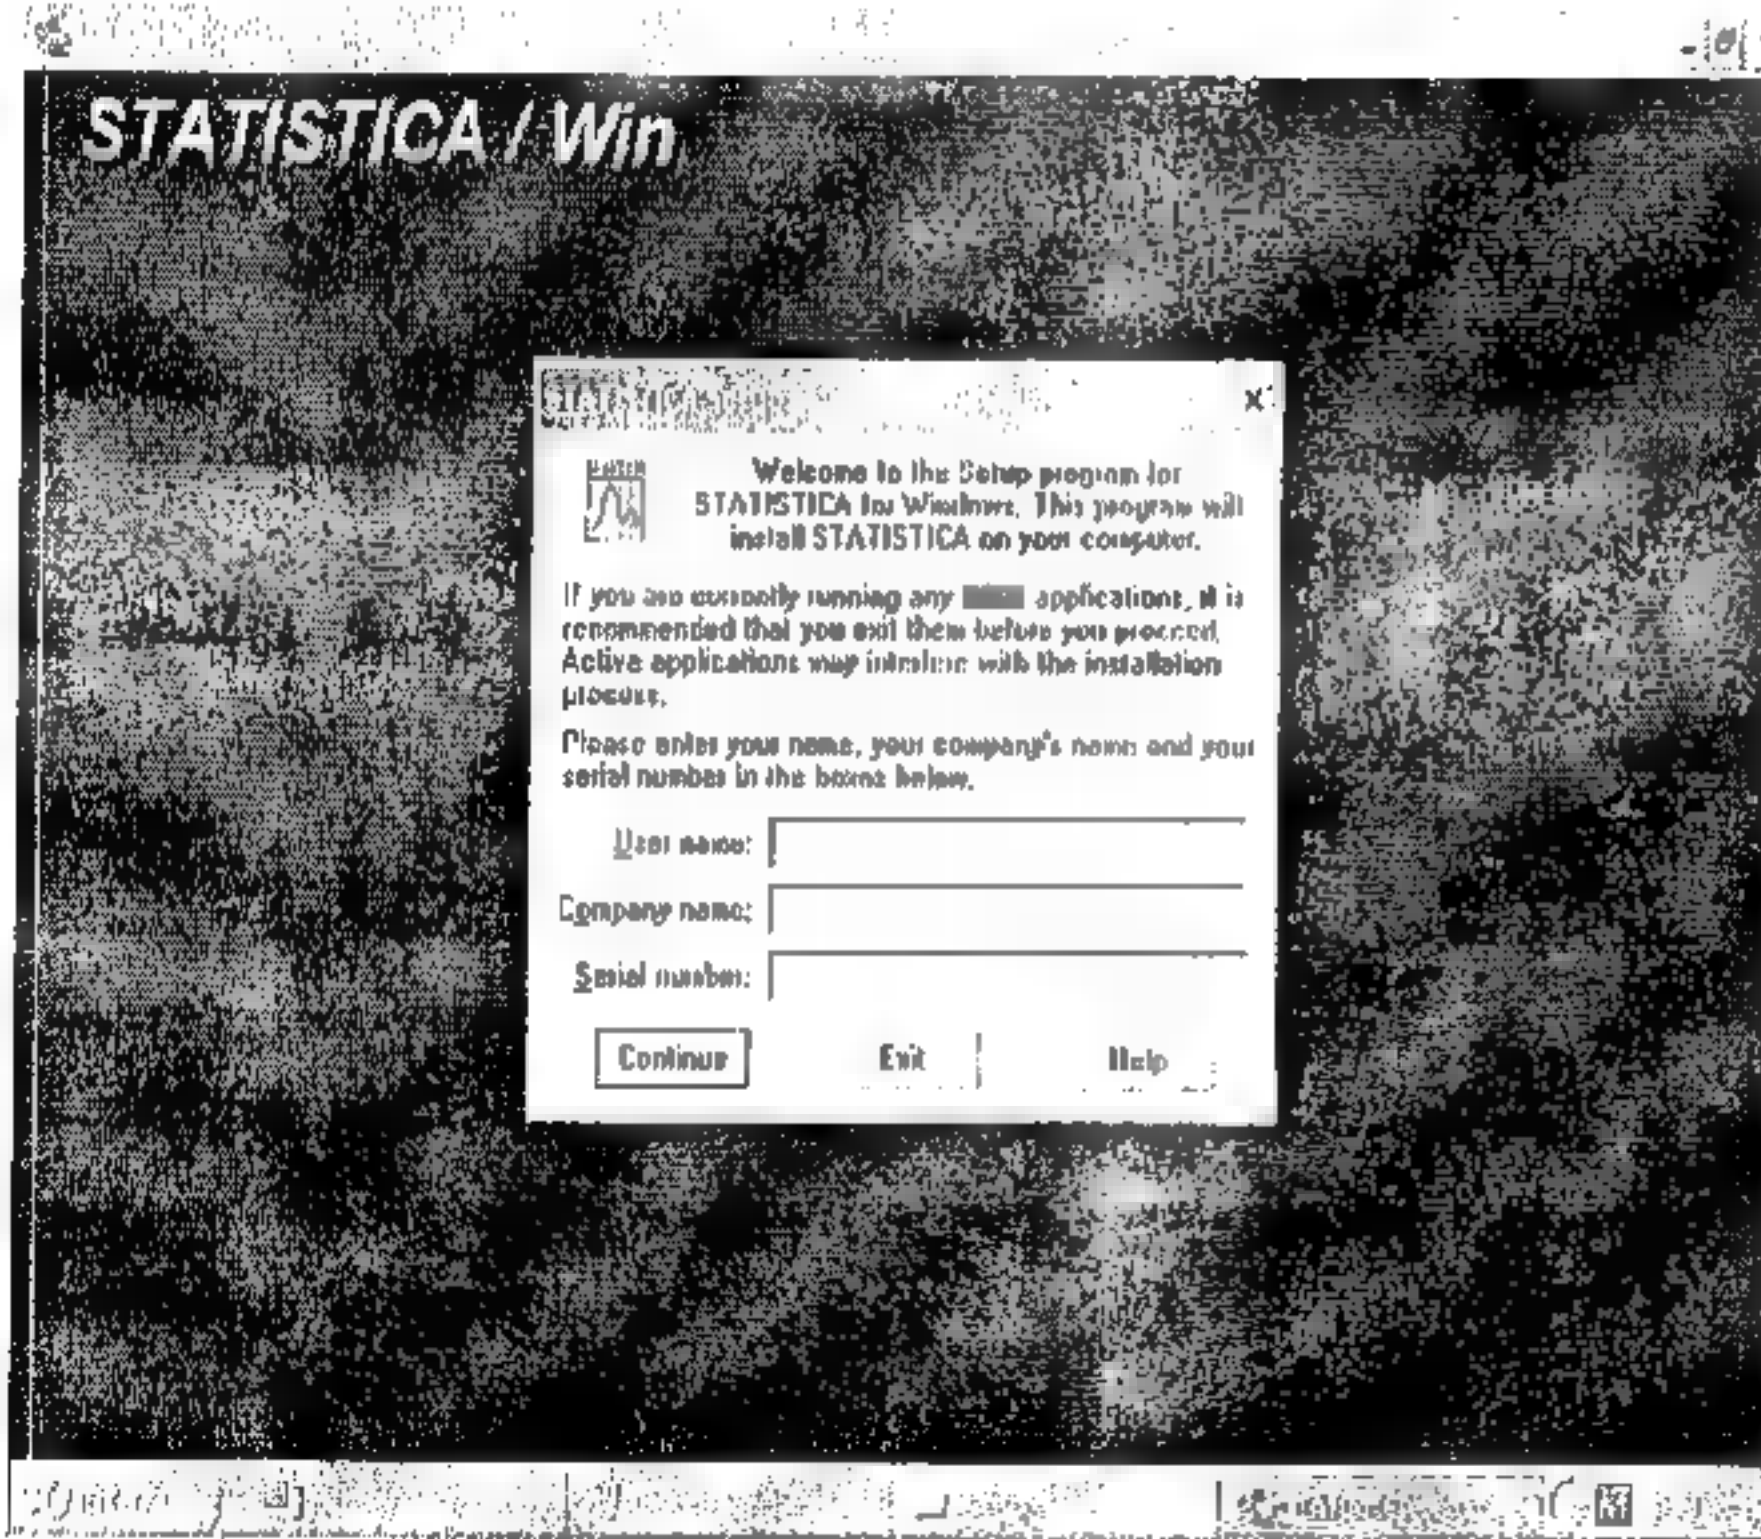 STATISTICA / Win
Welcome to the Setup program for
STATISTICA for Windows. This program will
install STATISTICA on your computer.
If you are currently running any applications, it is
recommended that you exit them before you proceed.
Active applications may interfere with the installation
process.
Please enter your name, your company's name and your
serial number in the boxes below.
User name:
Company name:
Serial number:
Continue Exit Help